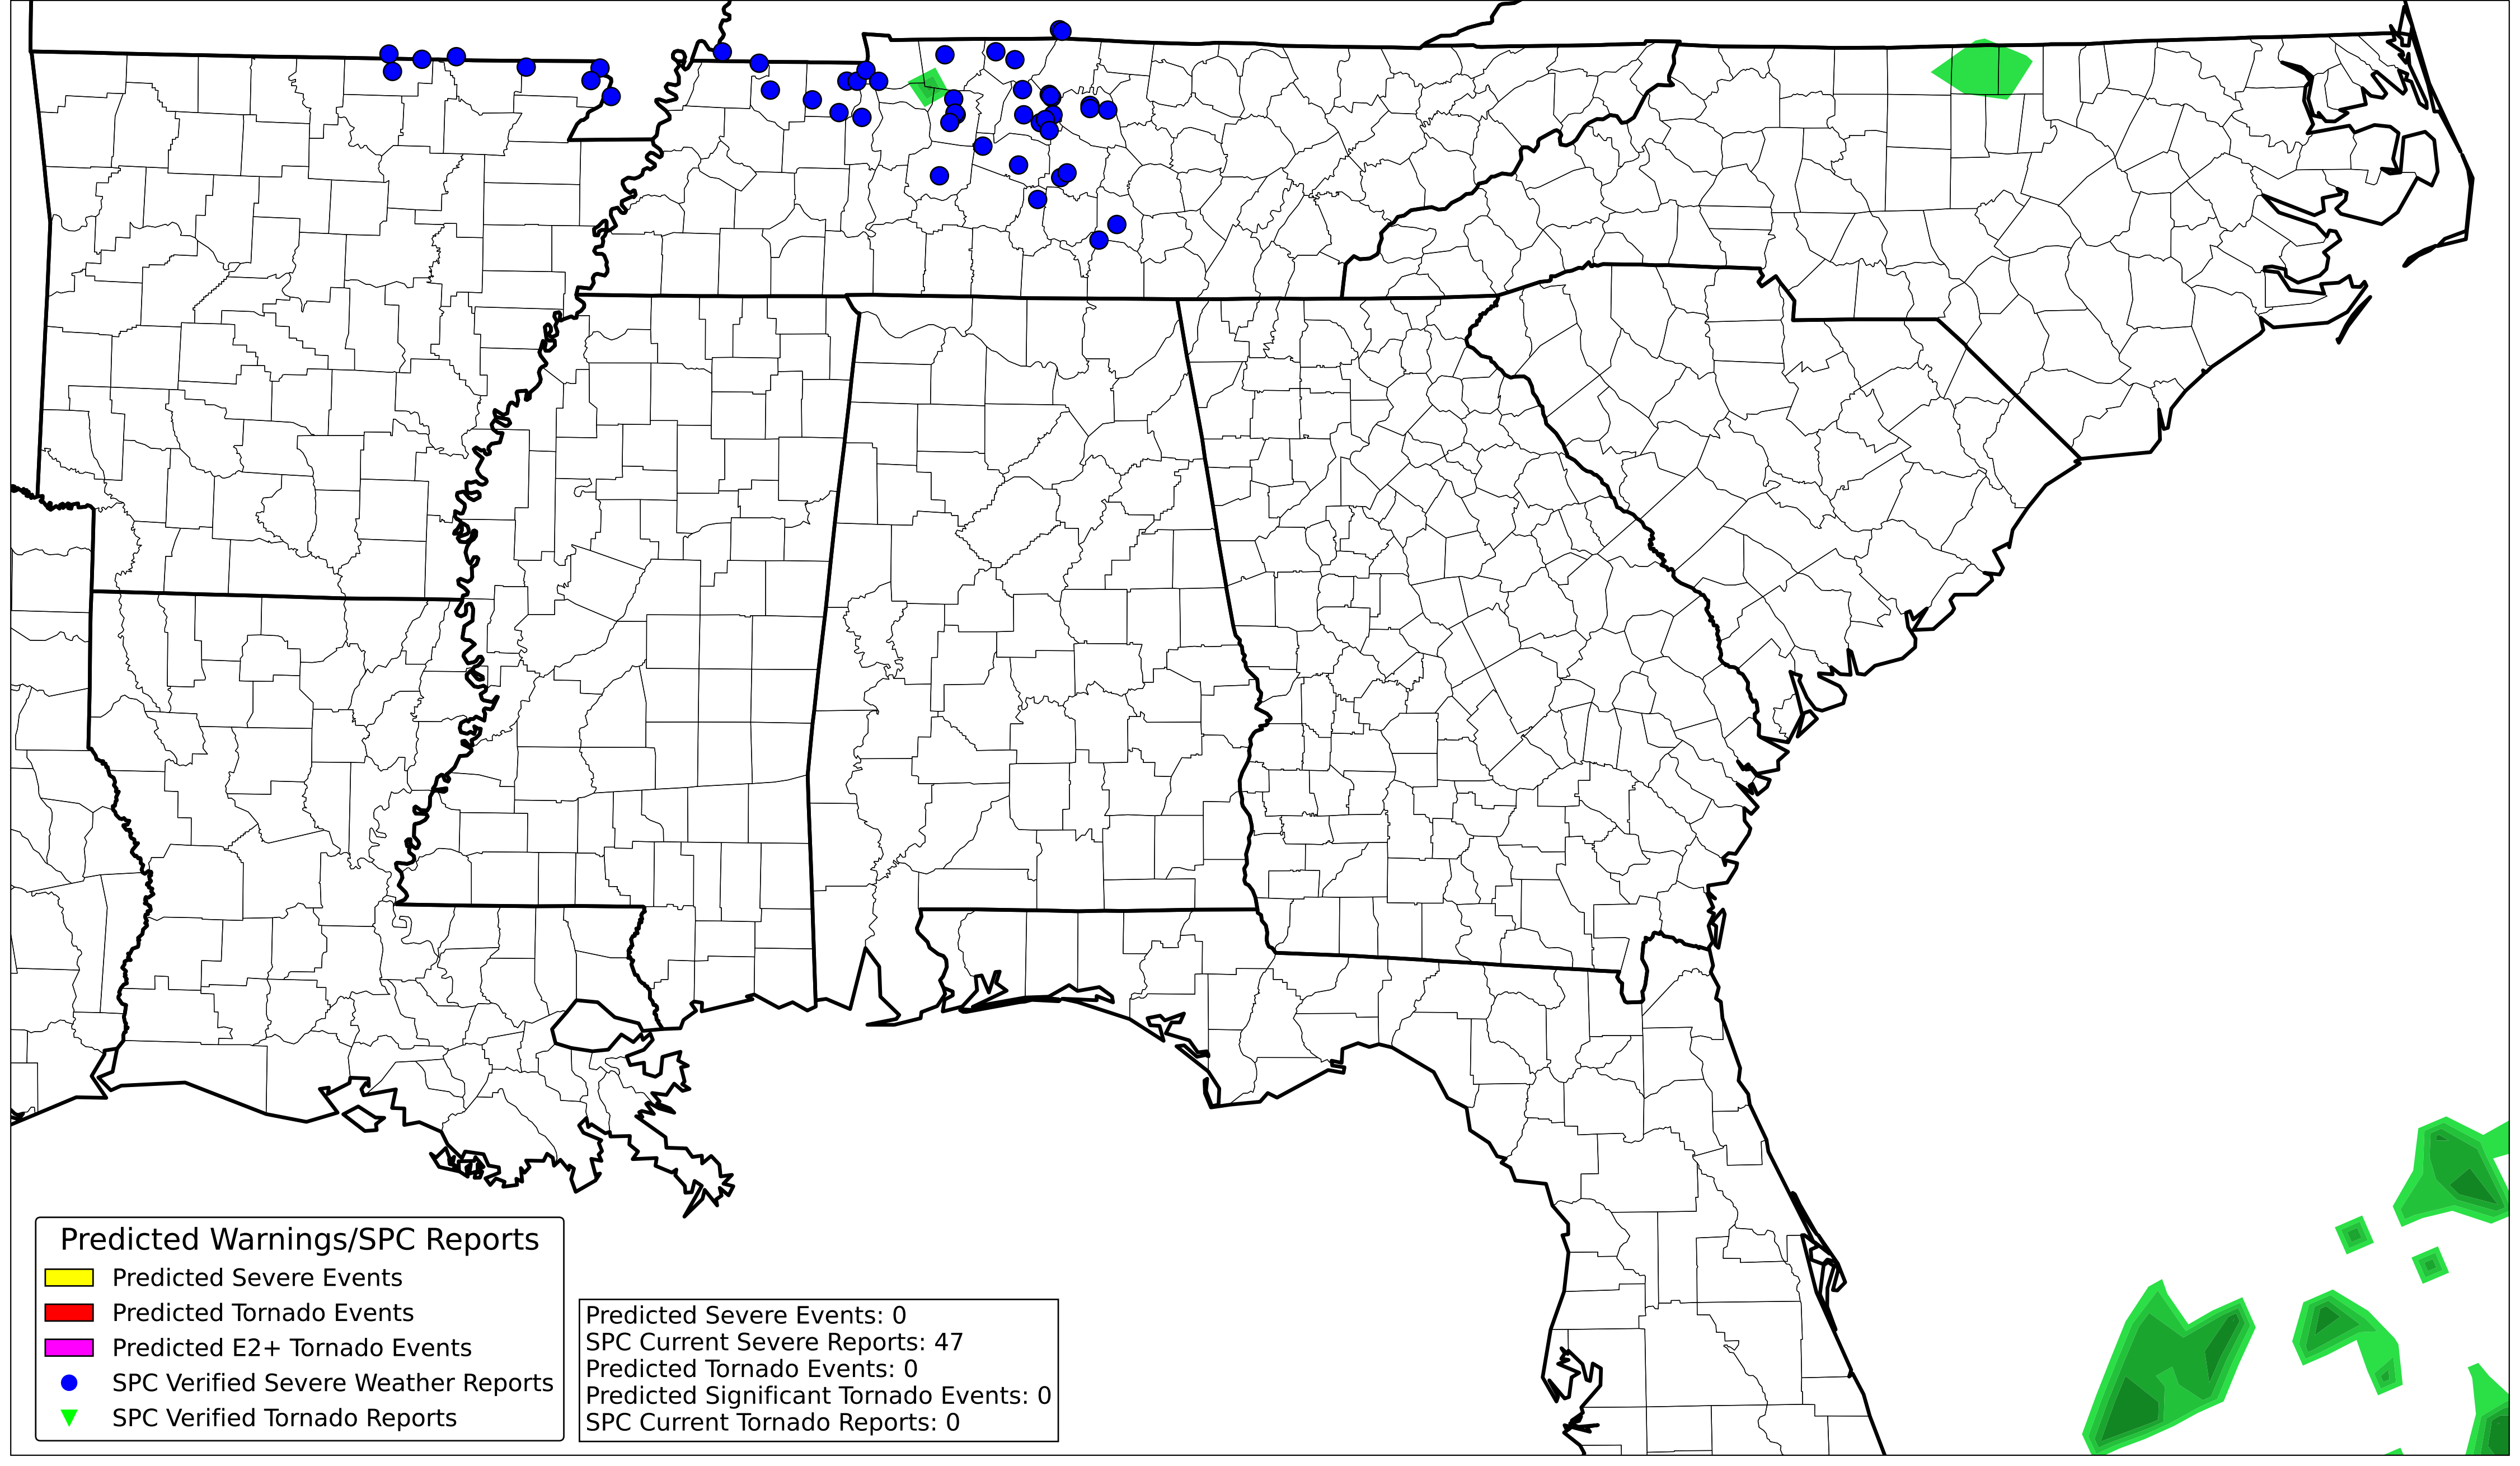 Predicted Warnings/SPC Reports
Predicted Severe Events
Predicted Tornado Events
Predicted E2+ Tornado Events
SPC Verified Severe Weather Reports
SPC Verified Tornado Reports
Predicted Severe Events: 0
SPC Current Severe Reports: 47
Predicted Tornado Events: 0
Predicted Significant Tornado Events: 0
SPC Current Tornado Reports: 0